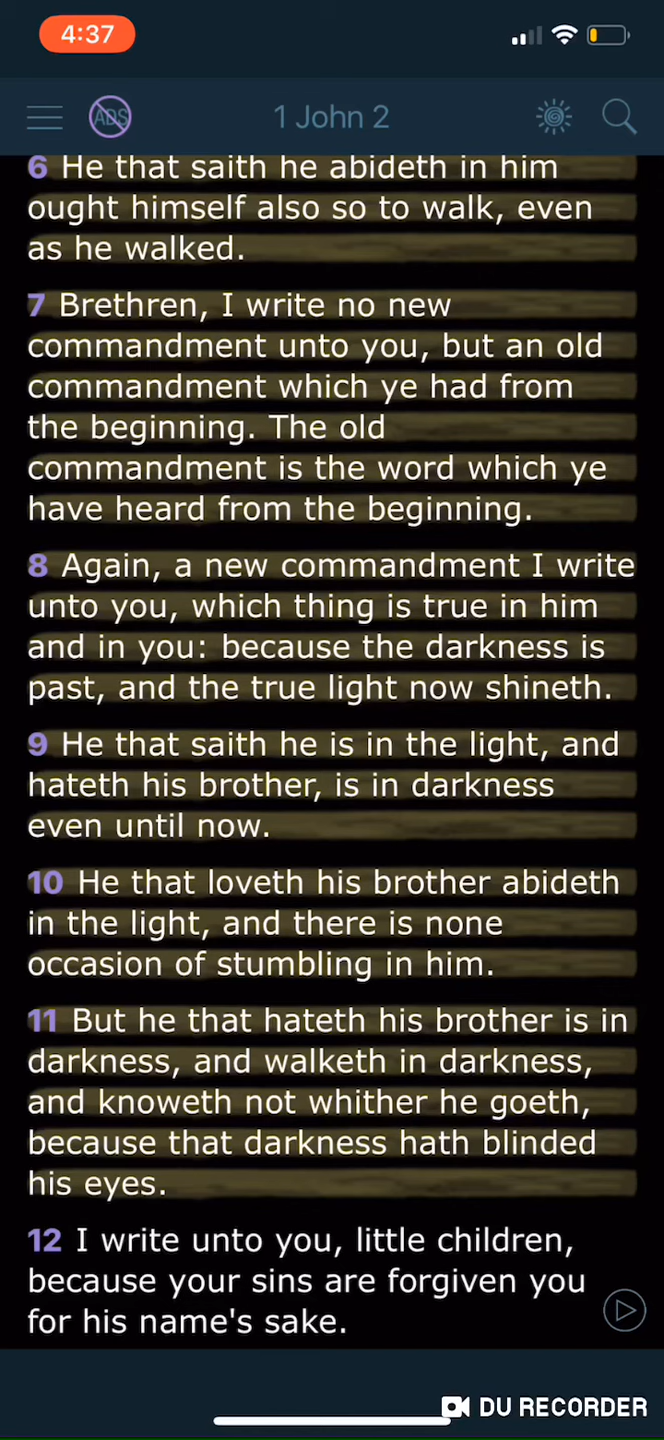 4:37
ADS
1 John 2
6 He that saith he abideth in him
ought himself also so to walk, even
as he walked.
7 Brethren, I write no new
commandment unto you, but an old
commandment which ye had from
the beginning. The old
commandment is the word which ye
have heard from the beginning.
8 Again, a new commandment I write
unto you, which thing is true in him
and in you: because the darkness is
past, and the true light now shineth.
9 He that saith he is in the light, and
hateth his brother, is in darkness
even until now.
10 He that loveth his brother abideth
in the light, and there is none
occasion of stumbling in him.
11 But he that hateth his brother is in
darkness, and walketh in darkness,
and knoweth not whither he goeth,
because that darkness hath blinded
his eyes.
12 I write unto you, little children,
because your sins are forgiven you
for his name's sake.
DU RECORDER